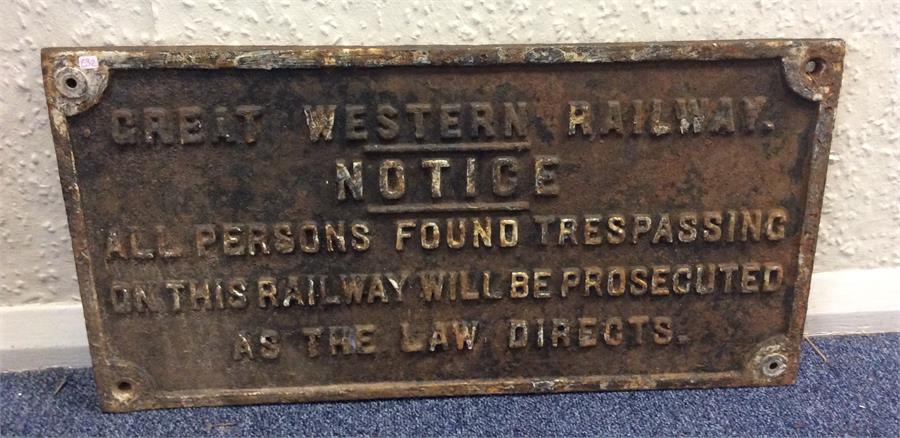 GREAT WESTERN RAILWAY.
NOTICE
ALL PERSONS FOUND TRESPASSING
ON THIS RAILWAY WILL BE PROSECUTED
AS THE LAW DIRECTS.